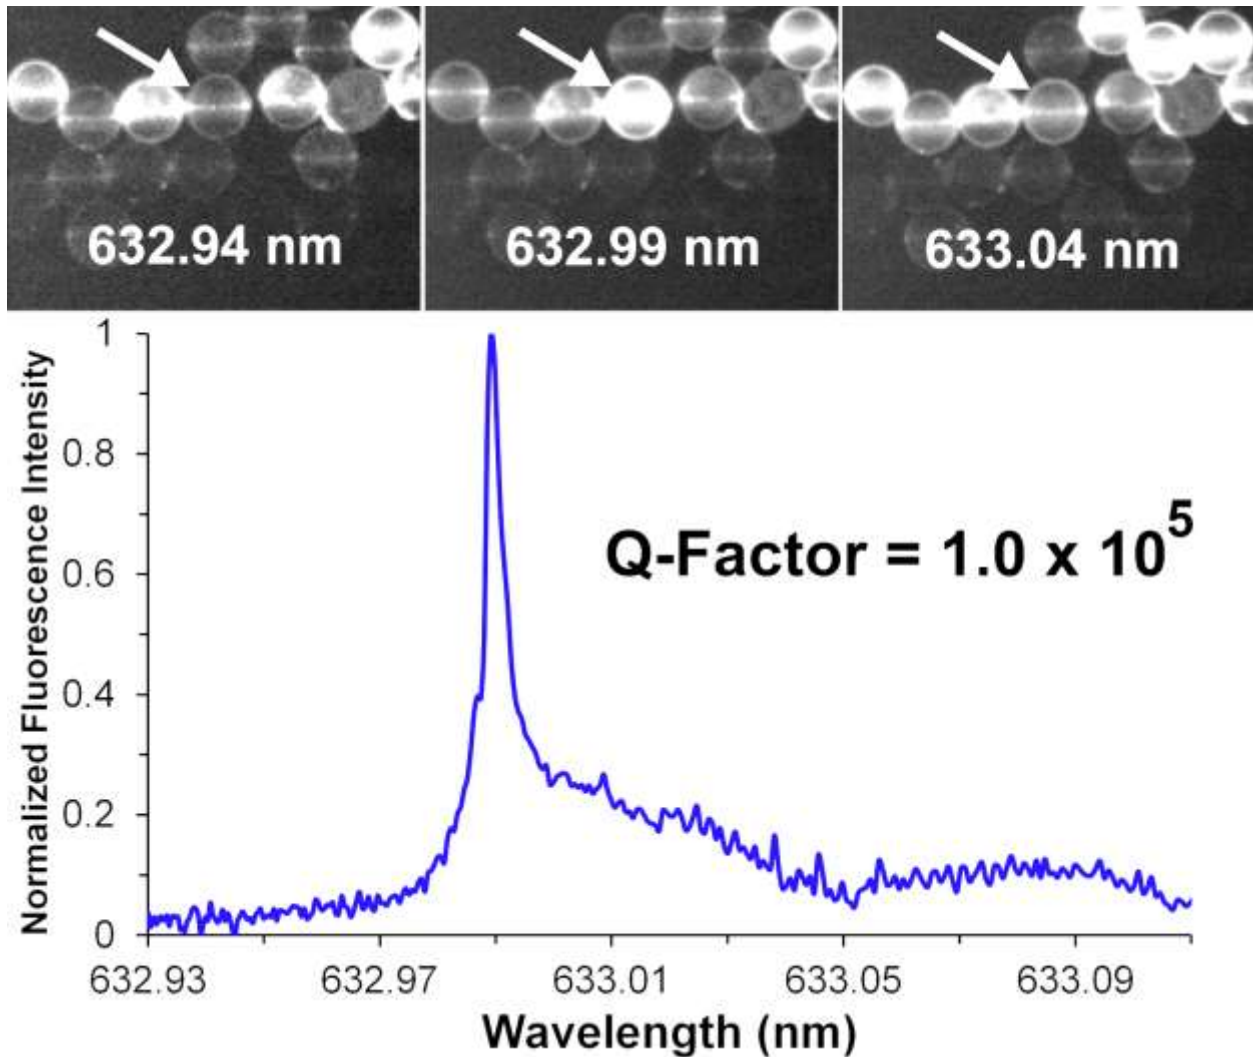 632.94 nm
632.99 nm
633.04 nm
Normalized Fluorescence Intensity
1
0.8
0.6
0.4
0.2
0
Q-Factor = 1.0 x 10⁵
632.93
632.97
633.01
633.05
633.09
Wavelength (nm)